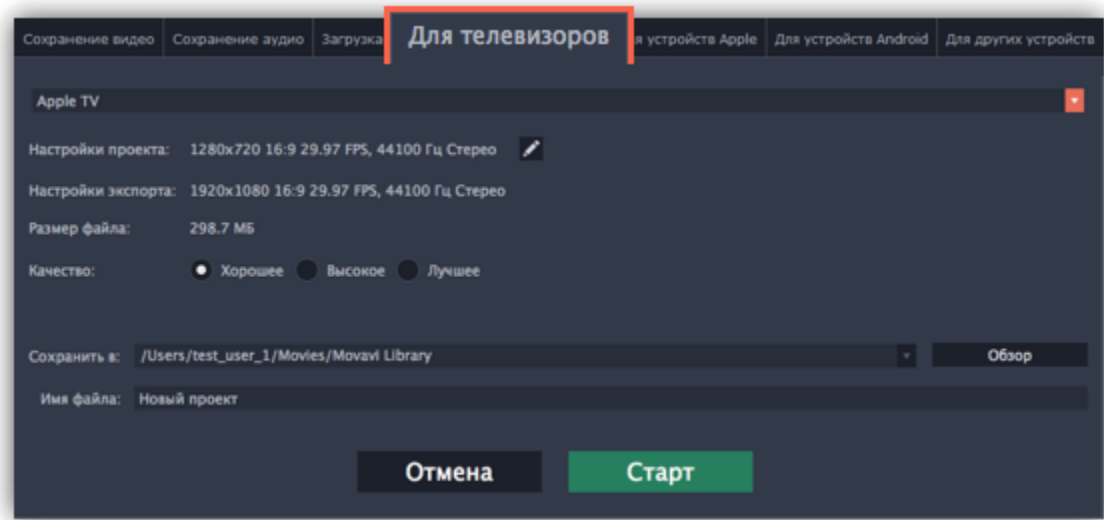 Сохранение видео Сохранение аудио Загрузка Для телевизоров устройств Apple Для устройств Android Для других устройств
Apple TV
Настройки проекта: 1280x720 16:9 29.97 FPS, 44100 Гц Стерео
Настройки экспорта: 1920x1080 16:9 29.97 FPS, 44100 Гц Стерео
Размер файла: 298.7 МБ
Качество: Хорошее Высокое Лучшее
Сохранить в: /Users/test_user_1/Movies/Movavi Library Обзор
Имя файла: Новый проект
Отмена Старт